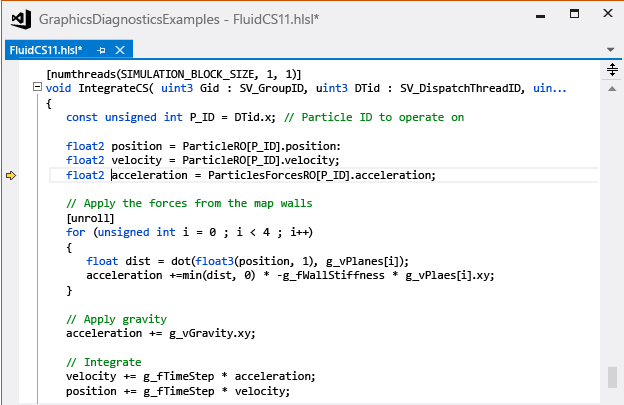 GraphicsDiagnosticsExamples - FluidCS11.hlsl*
FluidCS11.hlsl*
[numthreads(SIMULATION_BLOCK_SIZE, 1, 1)]
void IntegrateCS( uint3 Gid : SV_GroupID, uint3 DTid : SV_DispatchThreadID, uin...
{
const unsigned int P_ID = DTid.x; // Particle ID to operate on
float2 position = ParticleRO[P_ID].position:
float2 velocity = ParticleRO[P_ID].velocity;
float2 acceleration = ParticlesForcesRO[P_ID].acceleration;
// Apply the forces from the map walls
[unroll]
for (unsigned int i = 0 ; i < 4 ; i++)
{
float dist = dot(float3(position, 1), g_vPlanes[i]);
acceleration +=min(dist, 0) * -g_fWallStiffness * g_vPlaes[i].xy;
}
// Apply gravity
acceleration += g_vGravity.xy;
// Integrate
velocity += g_fTimeStep * acceleration;
position += g_fTimeStep * velocity;